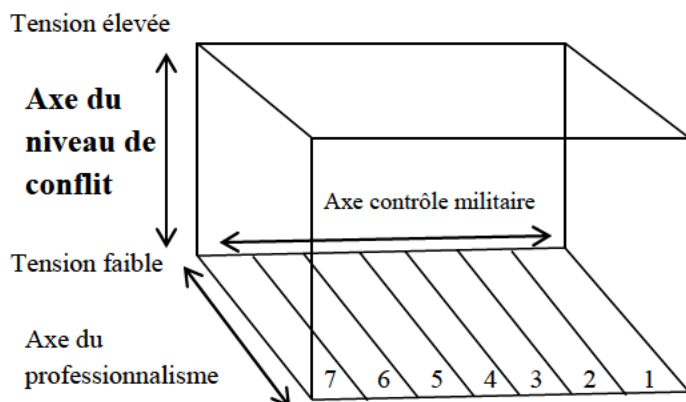 Tension élevée
Axe du
niveau de
conflit
Axe contrôle militaire
Tension faible
Axe du
professionnalisme
7 6 5 4 3 2 1